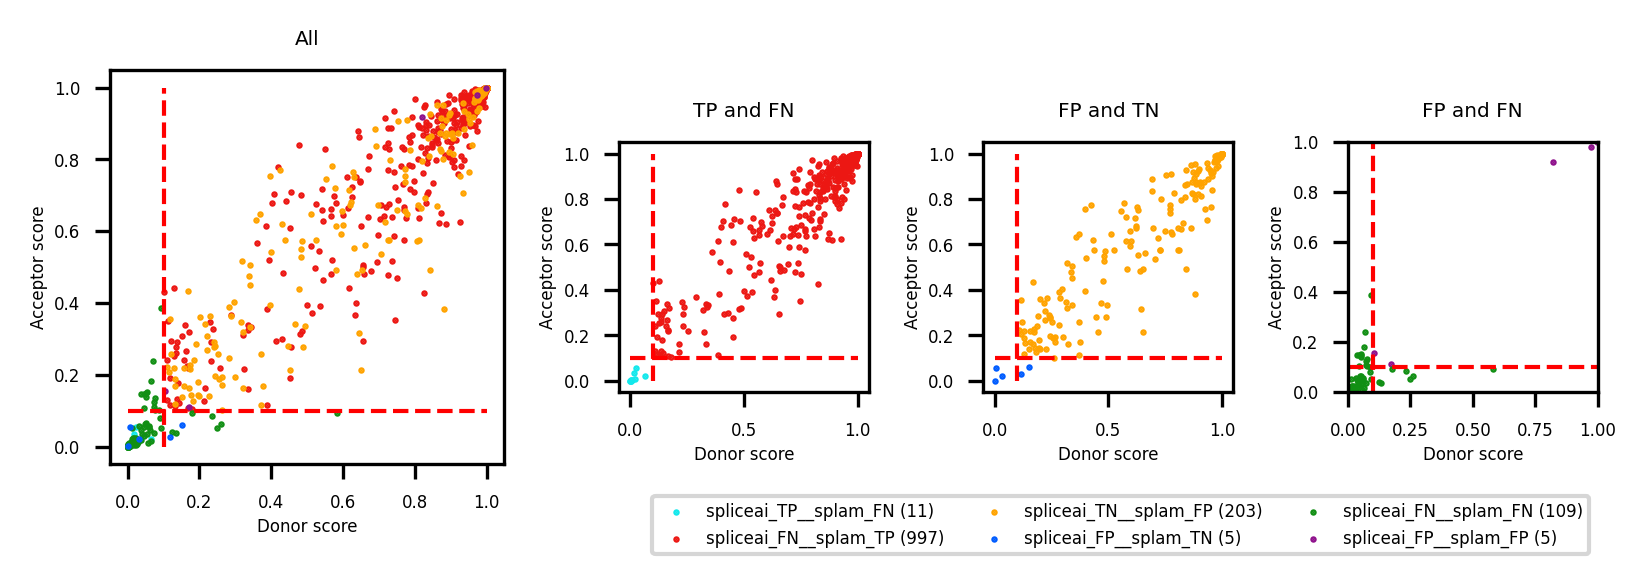 All
1.0
0.8
0.6
0.4
0.2
0.0
Acceptor score
0.0 0.2 0.4 0.6 0.8 1.0
Donor score
TP and FN
1.0
0.8
0.6
0.4
0.2
0.0
Acceptor score
0.0 0.5 1.0
Donor score
FP and TN
1.0
0.8
0.6
0.4
0.2
0.0
Acceptor score
0.0 0.5 1.0
Donor score
FP and FN
1.0
0.8
0.6
0.4
0.2
0.0
Acceptor score
0.00 0.25 0.50 0.75 1.00
Donor score
spliceai_TP__splam_FN (11)
spliceai_FN__splam_TP (997)
spliceai_TN__splam_FP (203)
spliceai_FP__splam_TN (5)
spliceai_FN__splam_FN (109)
spliceai_FP__splam_FP (5)